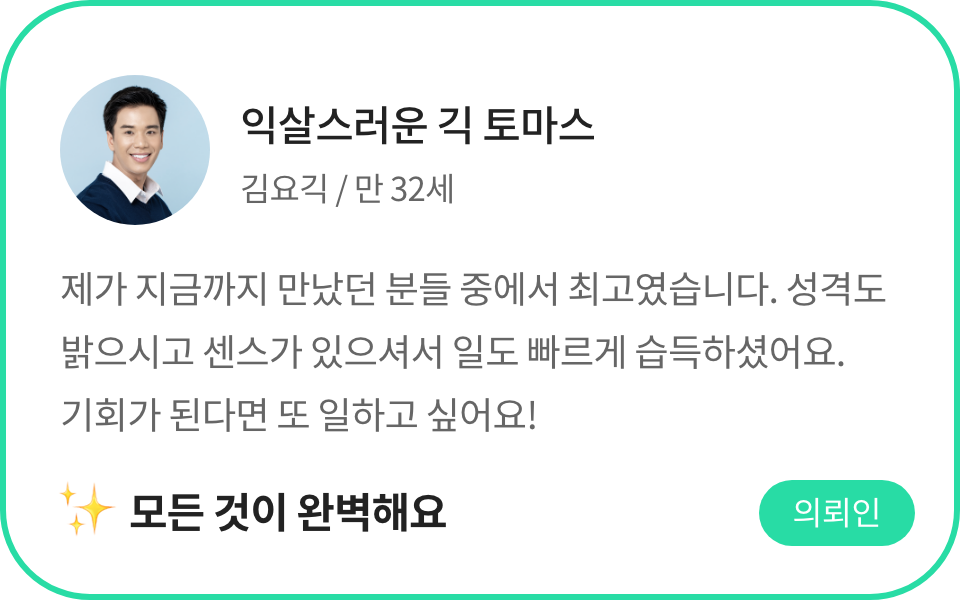 익살스러운 긱 토마스
김요긱 / 만 32세
제가 지금까지 만났던 분들 중에서 최고였습니다. 성격도
밝으시고 센스가 있으셔서 일도 빠르게 습득하셨어요.
기회가 된다면 또 일하고 싶어요!
✨ 모든 것이 완벽해요
의뢰인